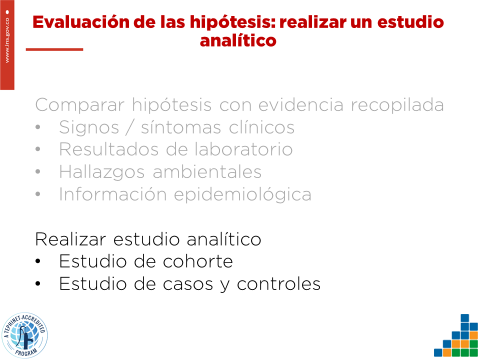 Evaluación de las hipótesis: realizar un estudio
analítico
www.ins.gov.co
Comparar hipótesis con evidencia recopilada
• Signos / síntomas clínicos
• Resultados de laboratorio
• Hallazgos ambientales
• Información epidemiológica
Realizar estudio analítico
• Estudio de cohorte
• Estudio de casos y controles
A TEPHINET ACCREDITED
PROGRAM